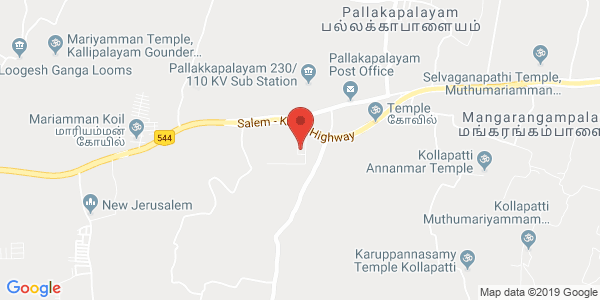 Pallakapalayam
பல்லக்காபாளையம்
Mariyamman Temple,
Kallipalayam Gounder...
Loogesh Ganga Looms
Pallakkapalayam 230/
110 KV Sub Station
Pallakapalayam
Post Office
Selvaganapathi Temple,
Muthumariamman...
Mariamman Koil
மாரியம்மன்
கோயில்
Salem - K
Highway
Temple
கோவில்
Mangarangampala
மங்கரங்கம்பாளை
544
Kollapatti
Annanmar Temple
New Jerusalem
Kollapatti
Muthumariyammam...
Karuppannasamy
Temple Kollapatti
Google
Map data ©2019 Google